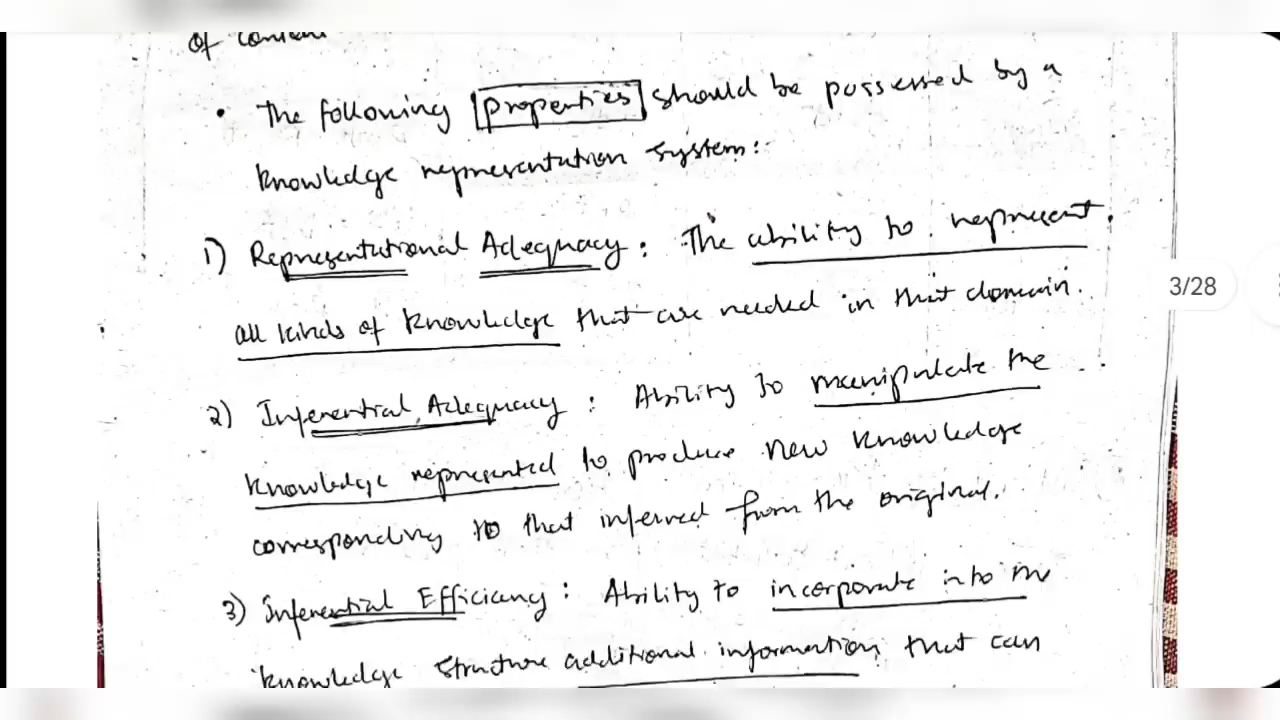 of content
• The following properties should be possessed by a
knowledge representation system:-
1) Representational Adequacy : The ability to represent
all kinds of knowledge that are needed in that domain.
2) Inferential Adequacy : Ability to manipulate the
knowledge represented to produce new knowledge
corresponding to that inferred from the original.
3) Inferential Efficiency : Ability to incorporate into the
knowledge structure additional information that can
3/28